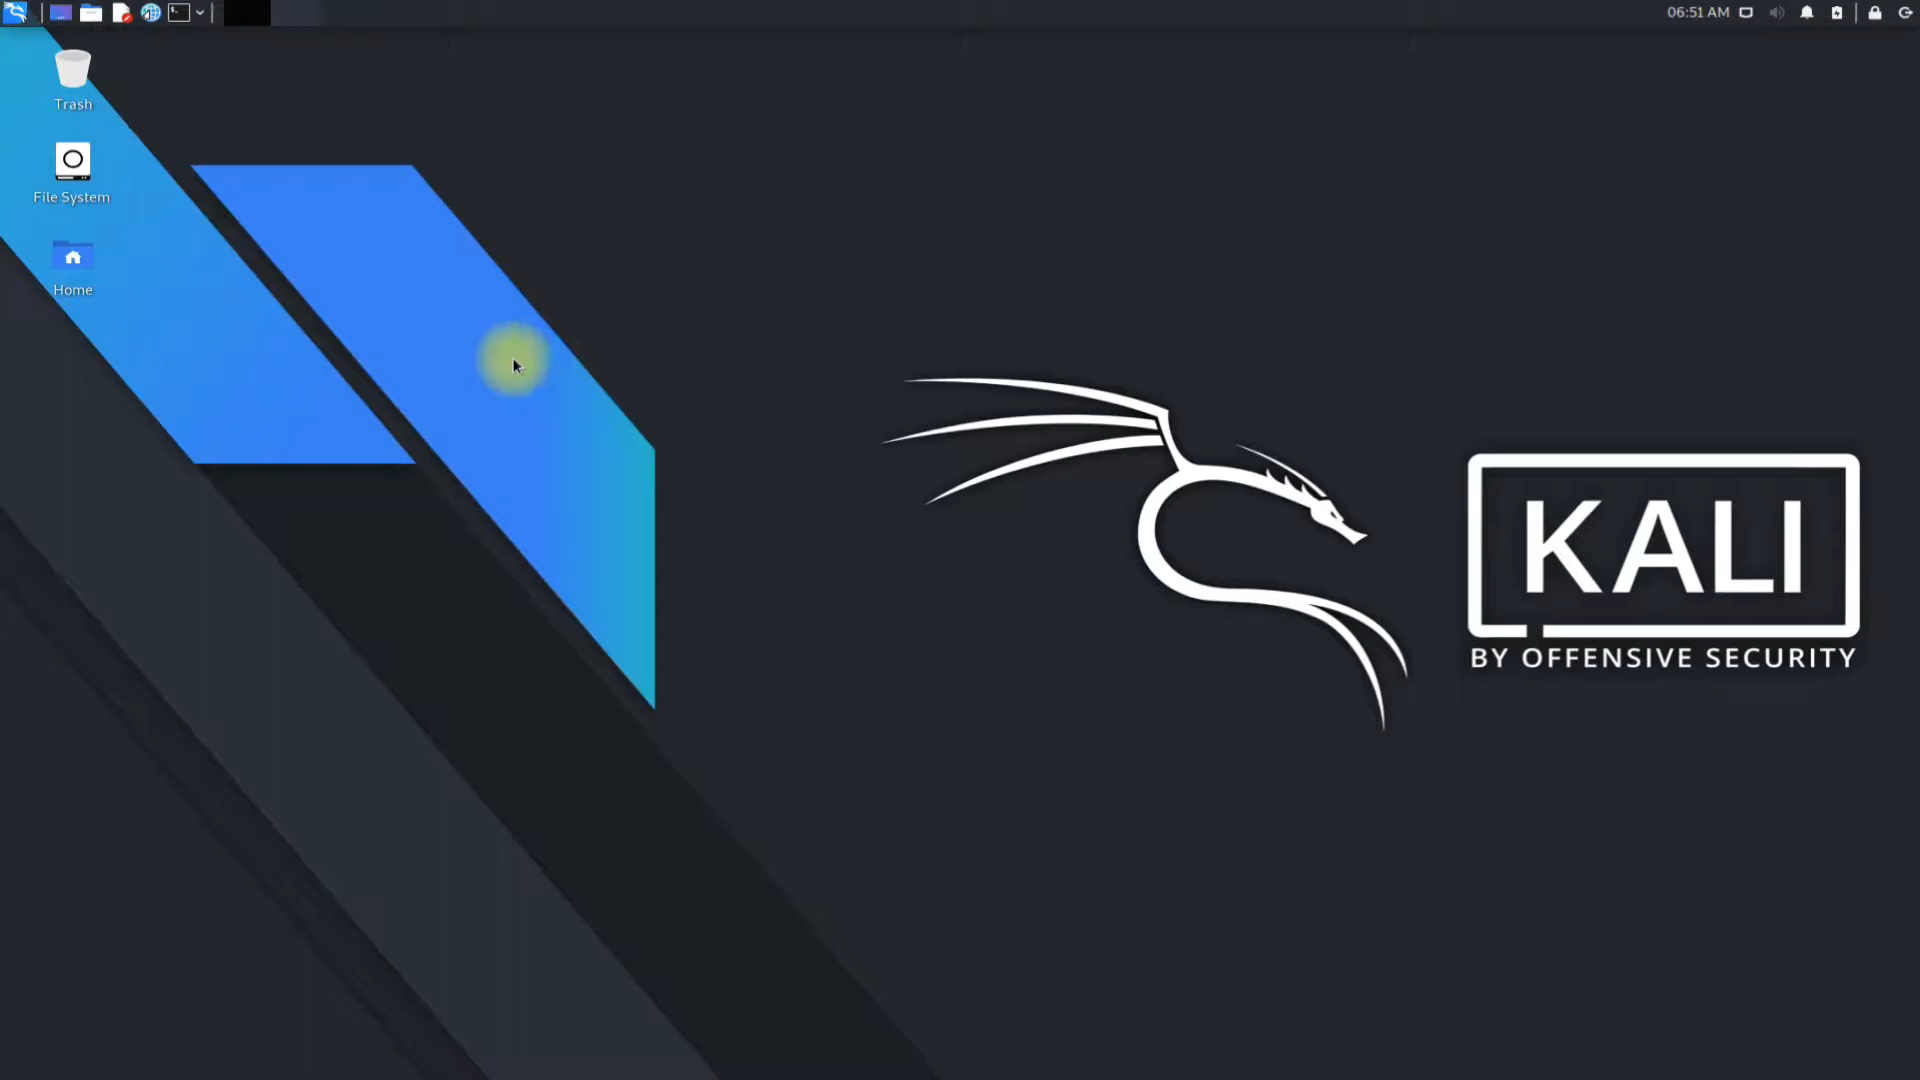 06:51 AM
Trash
File System
Home
KALI
BY OFFENSIVE SECURITY